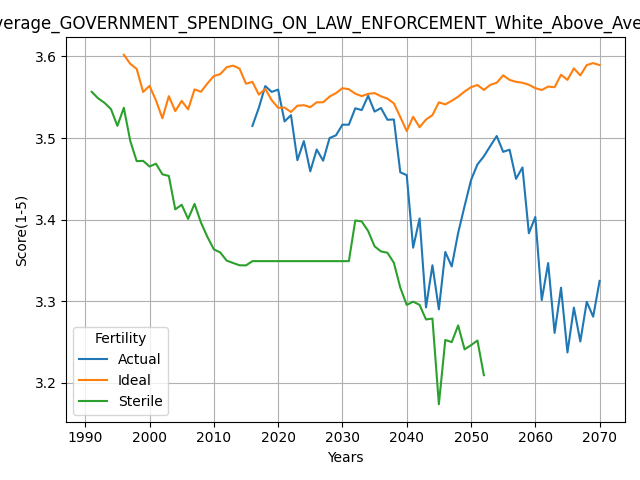 verage_GOVERNMENT_SPENDING_ON_LAW_ENFORCEMENT_White_Above_Ave
Score(1-5)
3.6
3.5
3.4
3.3
3.2
Fertility
Actual
Ideal
Sterile
1990 2000 2010 2020 2030 2040 2050 2060 2070
Years